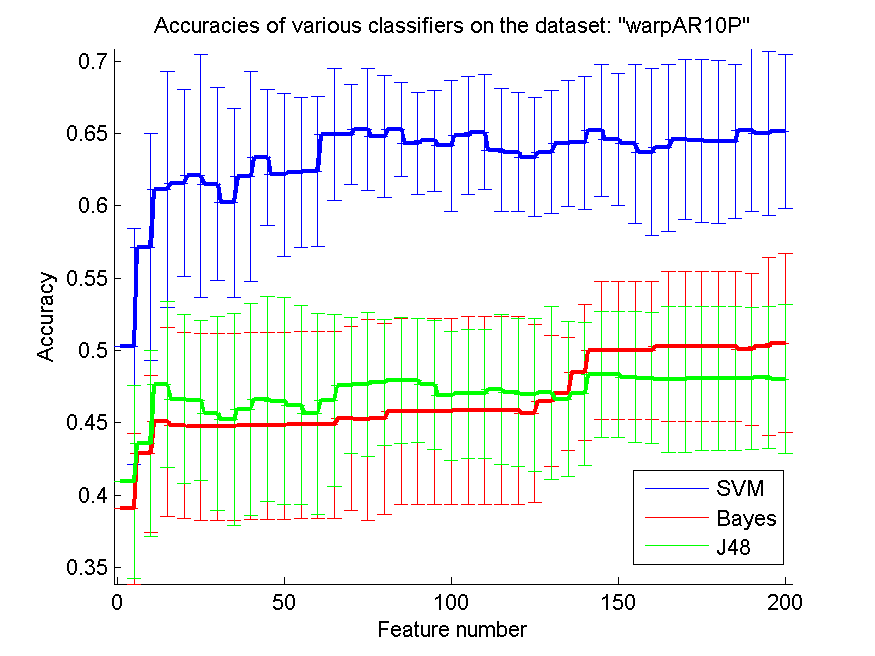 Accuracies of various classifiers on the dataset: "warpAR10P"
0.7
0.65
0.6
0.55
0.5
0.45
0.4
0.35
Accuracy
SVM
Bayes
J48
0 50 100 150 200
Feature number